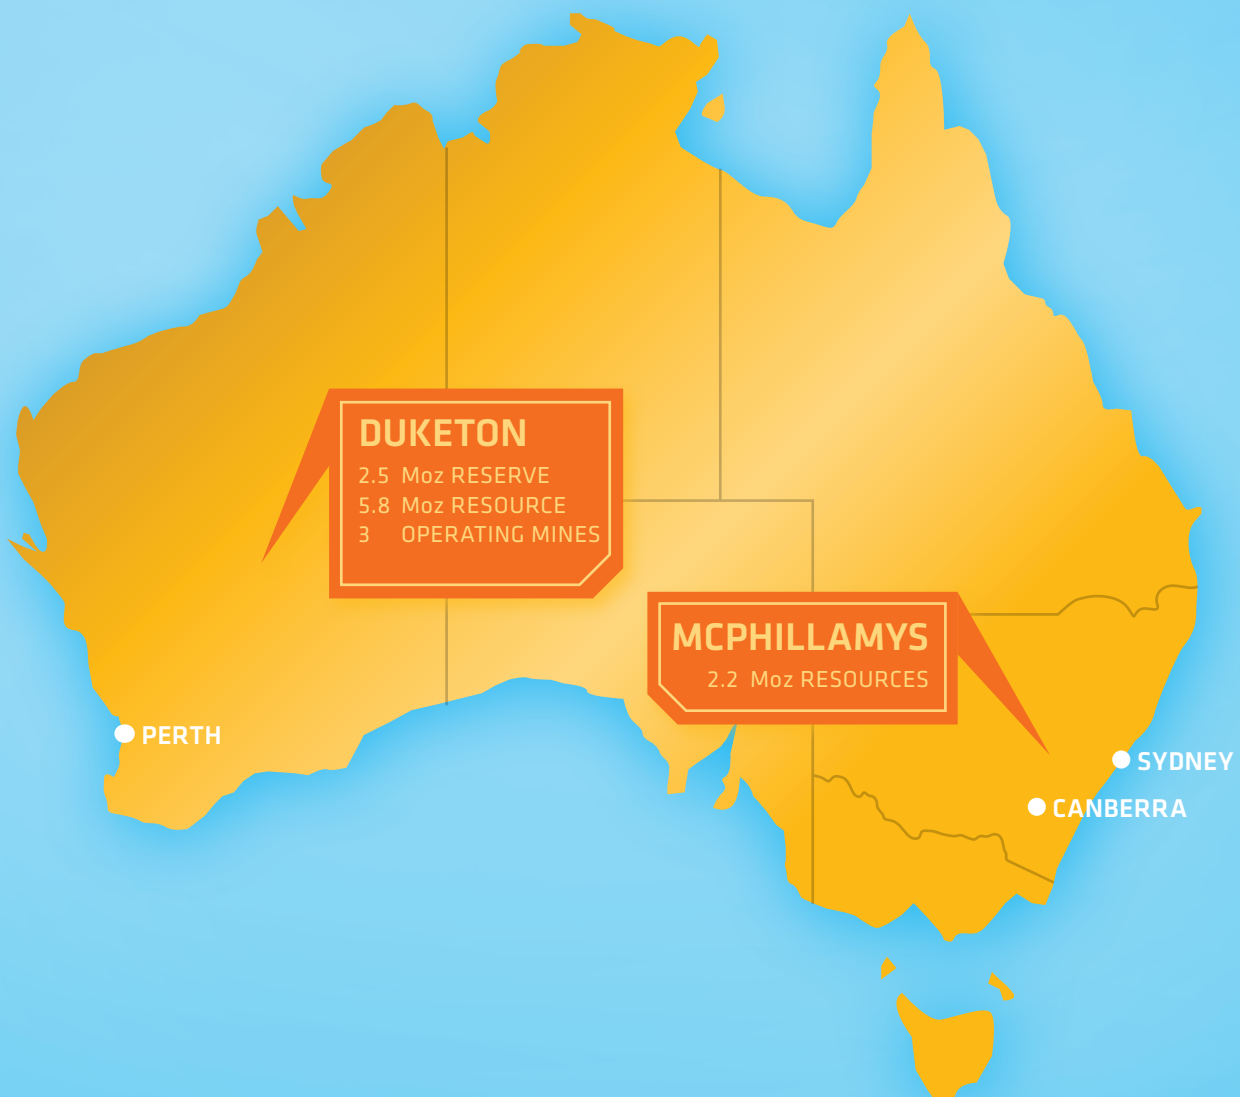 DUKETON
2.5 Moz RESERVE
5.8 Moz RESOURCE
3 OPERATING MINES
MCPHILLAMYS
2.2 Moz RESOURCES
PERTH
SYDNEY
CANBERRA